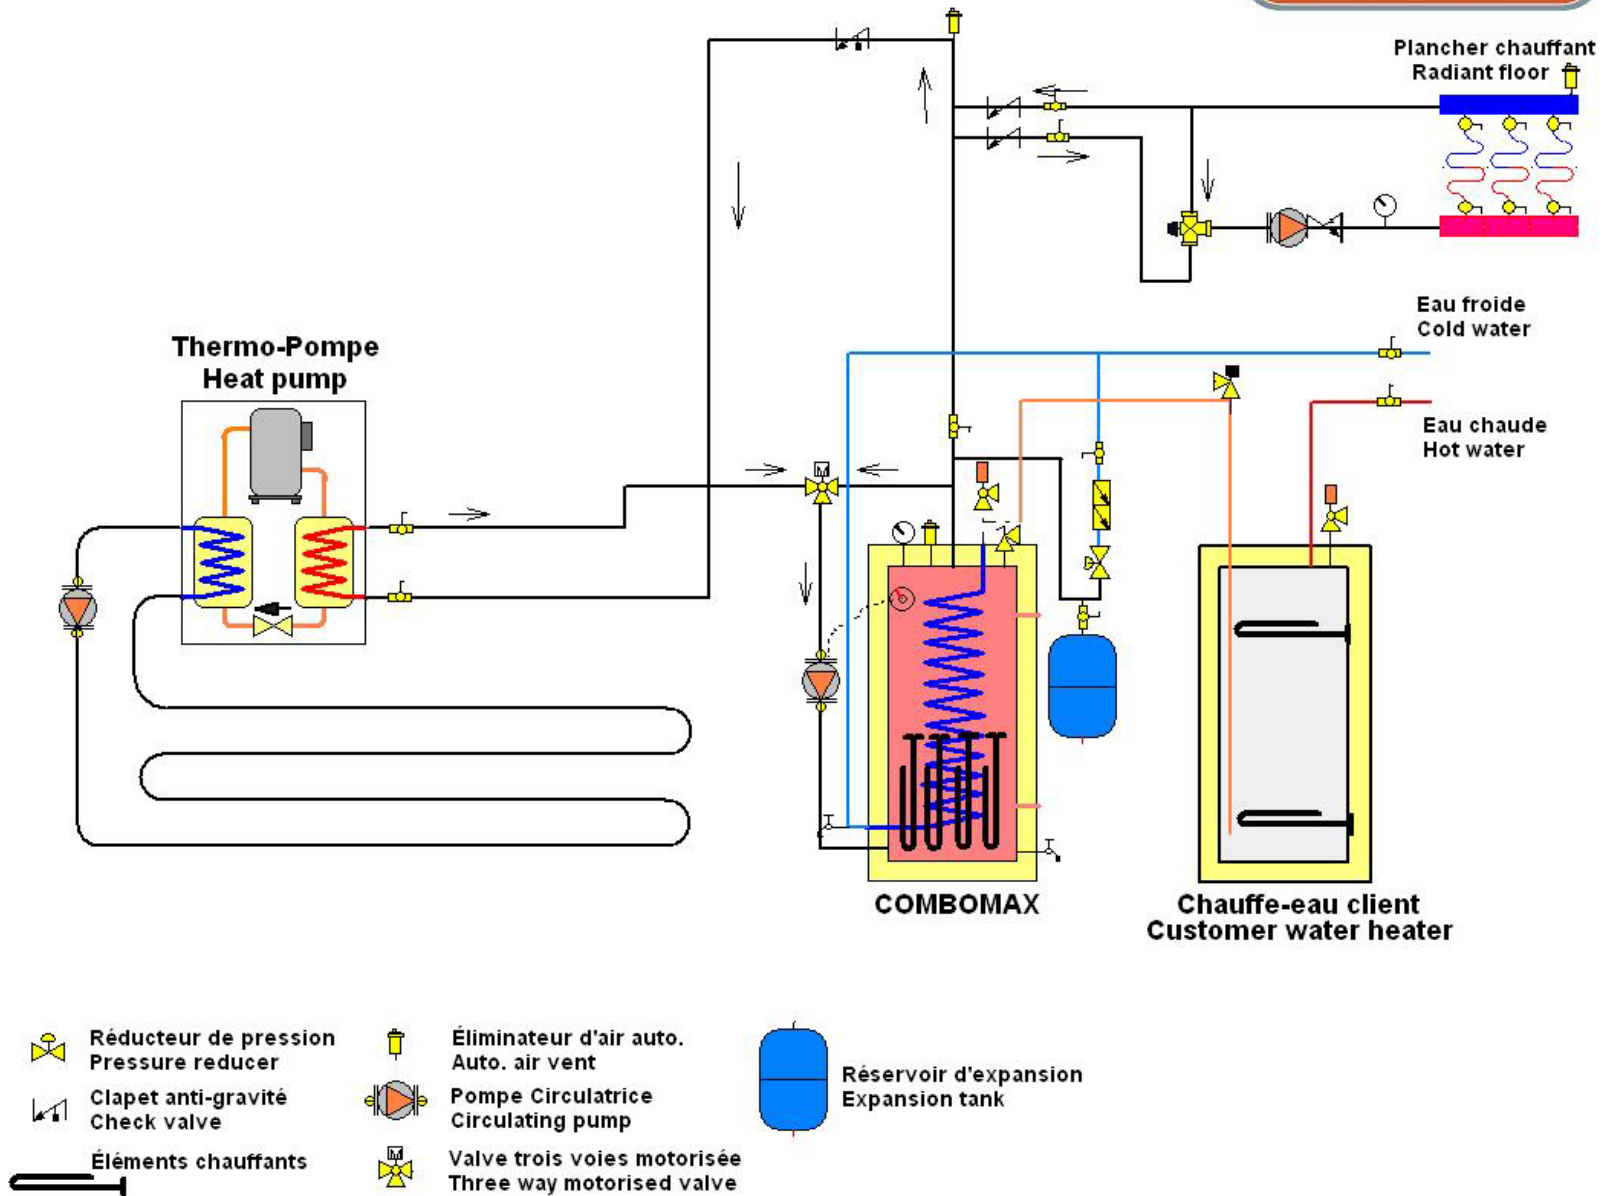 Plancher chauffant
Radiant floor
Eau froide
Cold water
Thermo-Pompe
Heat pump
Eau chaude
Hot water
M
COMBOMAX
Chauffe-eau client
Customer water heater
Réducteur de pression
Pressure reducer
Éliminateur d'air auto.
Auto. air vent
Réservoir d'expansion
Expansion tank
Clapet anti-gravité
Check valve
Pompe Circulatrice
Circulating pump
Éléments chauffants
M
Valve trois voies motorisée
Three way motorised valve